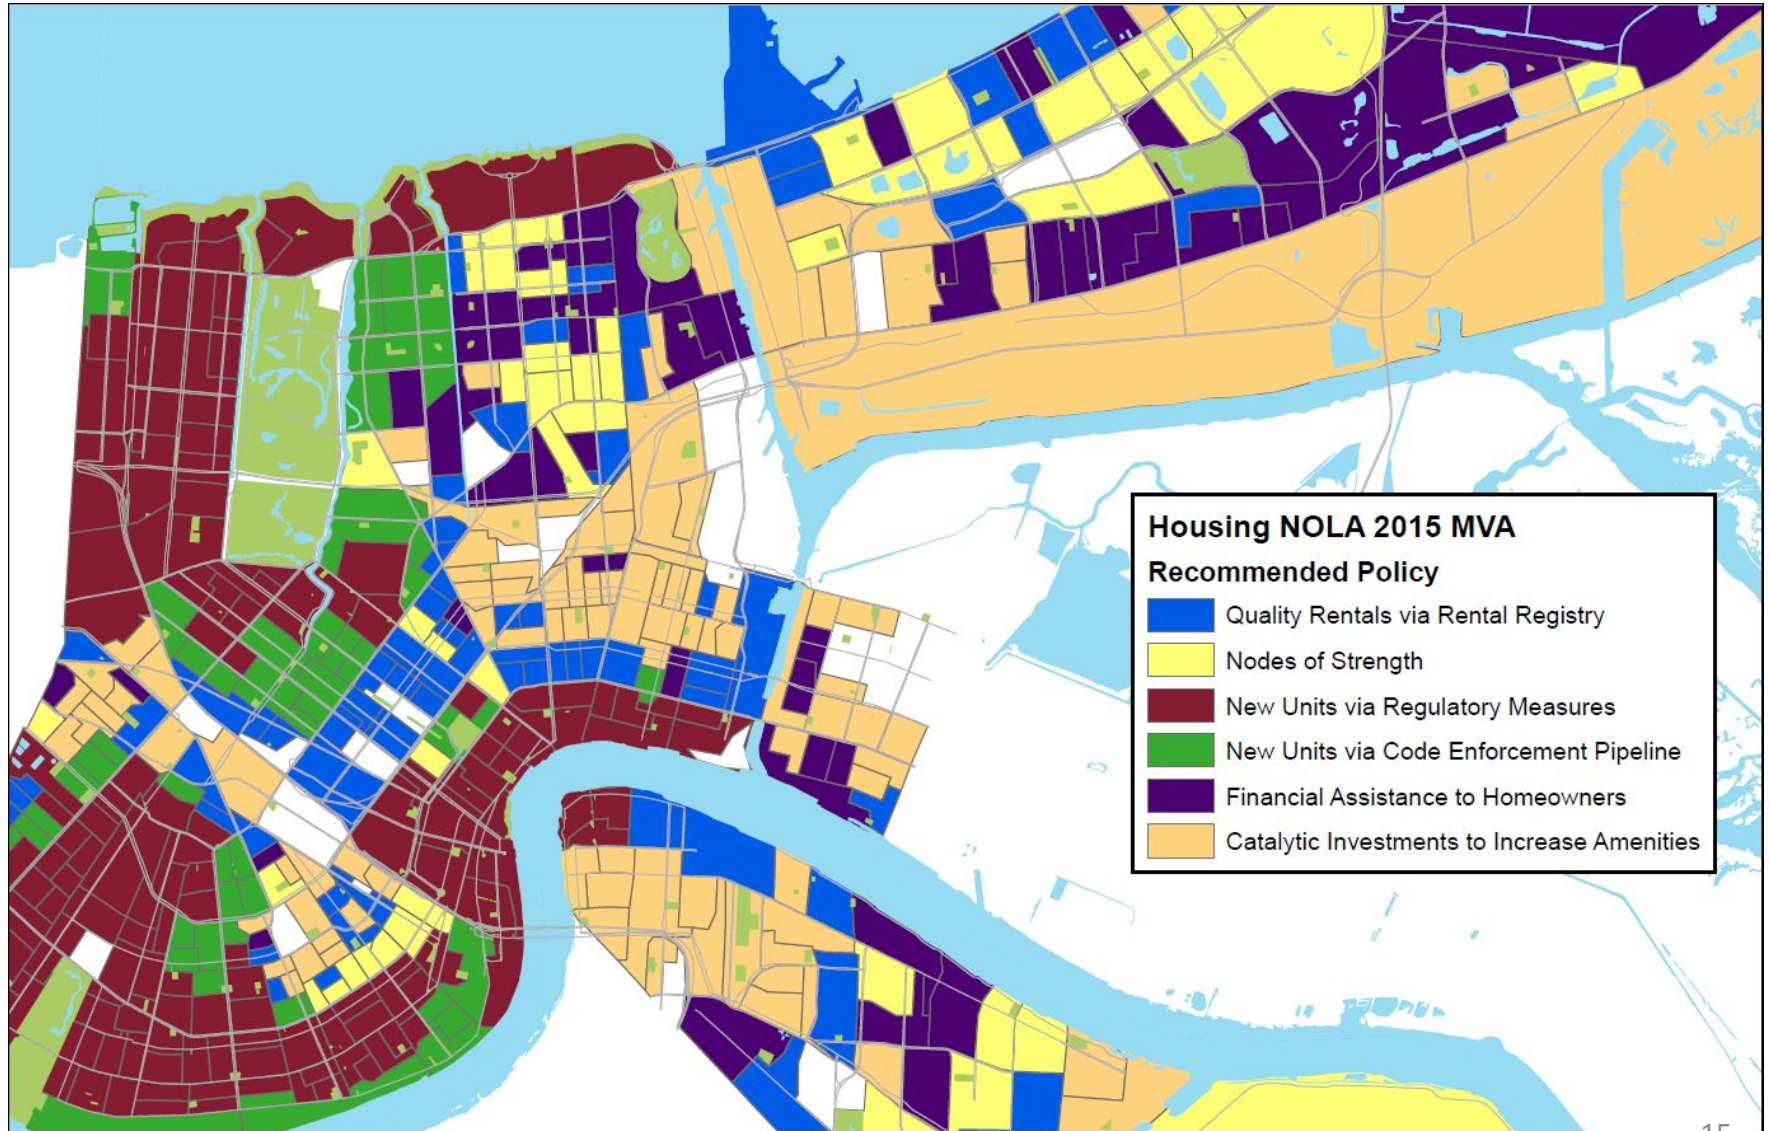 Housing NOLA 2015 MVA
Recommended Policy
Quality Rentals via Rental Registry
Nodes of Strength
New Units via Regulatory Measures
New Units via Code Enforcement Pipeline
Financial Assistance to Homeowners
Catalytic Investments to Increase Amenities
15